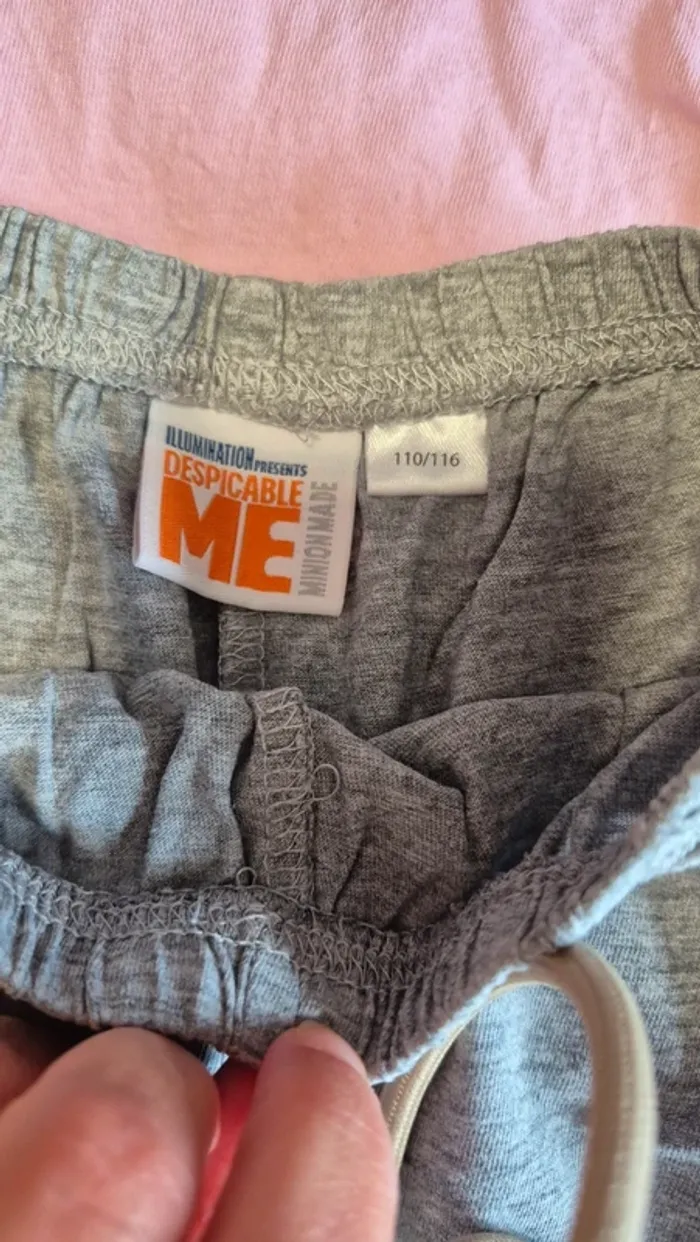 ILLUMINATION PRESENTS
DESPICABLE
ME
MINION MADE
110/116